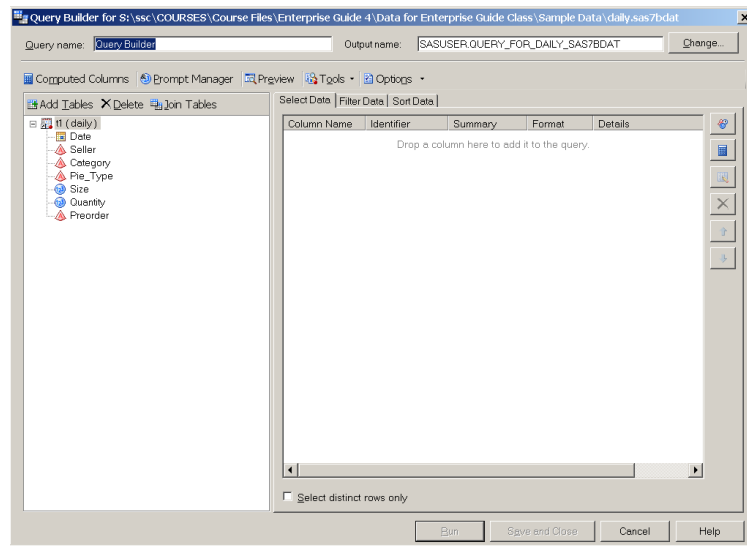 Query Builder for S:\ssc\COURSES\Course Files\Enterprise Guide 4\Data for Enterprise Guide Class\Sample Data\daily.sas7bdat
Query name: Query Builder Output name: SASUSER.QUERY_FOR_DAILY_SAS7BDAT Change...
Computed Columns Prompt Manager Preview Tools Options
Add Tables Delete Join Tables
Select Data Filter Data Sort Data
t1 (daily)
Date
Seller
Category
Pie_Type
Size
Quantity
Preorder
Column Name Identifier Summary Format Details
Drop a column here to add it to the query.
Select distinct rows only
Run Save and Close Cancel Help